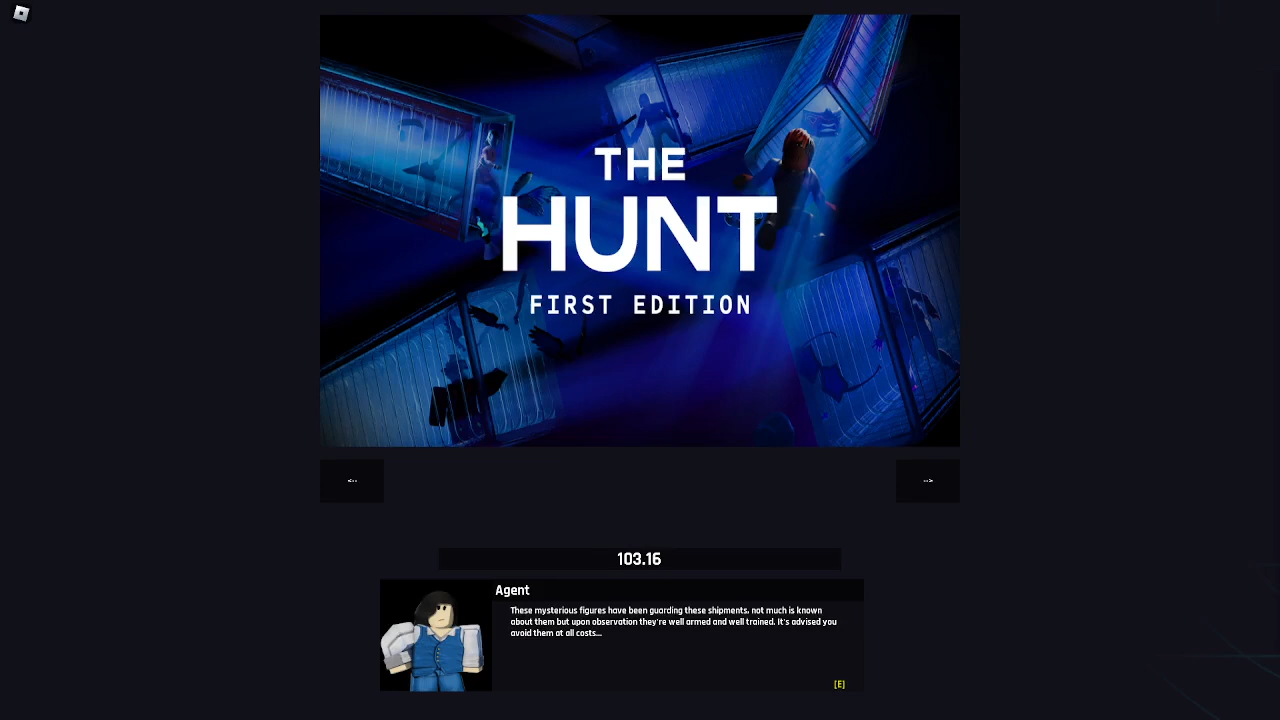 THE
HUNT
FIRST EDITION
<--
-->
103.16
Agent
These mysterious figures have been guarding these shipments, not much is known
about them but upon observation they're well armed and well trained. It's advised you
avoid them at all costs...
[E]